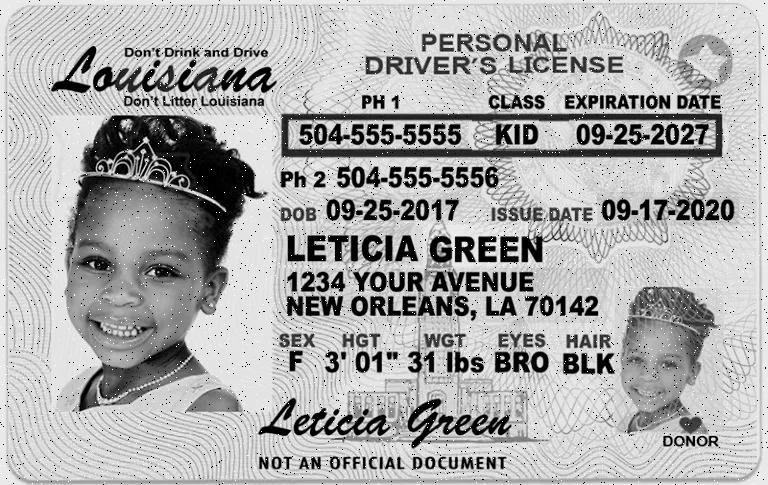 Don't Drink and Drive
Louisiana
Don't Litter Louisiana
PERSONAL
DRIVER'S LICENSE
PH 1 CLASS EXPIRATION DATE
504-555-5555 KID 09-25-2027
Ph 2 504-555-5556
DOB 09-25-2017 ISSUE DATE 09-17-2020
LETICIA GREEN
1234 YOUR AVENUE
NEW ORLEANS, LA 70142
SEX HGT WGT EYES HAIR
F 3' 01" 31 lbs BRO BLK
Leticia Green
DONOR
NOT AN OFFICIAL DOCUMENT